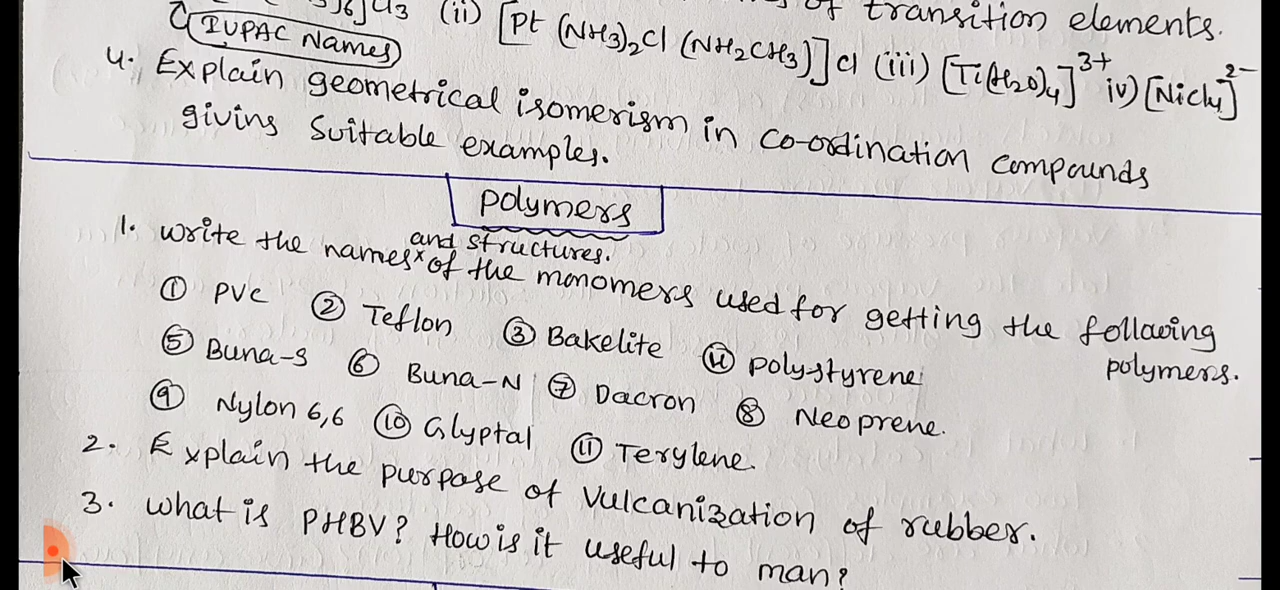 of transition elements.
]6]Cl3 (ii) [Pt (NH3)2Cl (NH2CH3)]Cl (iii) [Ti(H2O)4]3+ iv) [NiCl4]2-
IUPAC Names
4. Explain geometrical isomerism in Co-ordination compounds
giving Suitable examples.
Polymers
and structures.
1. Write the names x of the monomers used for getting the following
polymers.
① PVC ② Teflon ③ Bakelite ④ Polystyrene
⑤ Buna-S ⑥ Buna-N ⑦ Dacron ⑧ Neoprene.
⑨ Nylon 6,6 ⑩ Glyptal ⑪ Terylene.
2. Explain the purpose of Vulcanization of rubber.
3. What is PHBV? How is it useful to man?